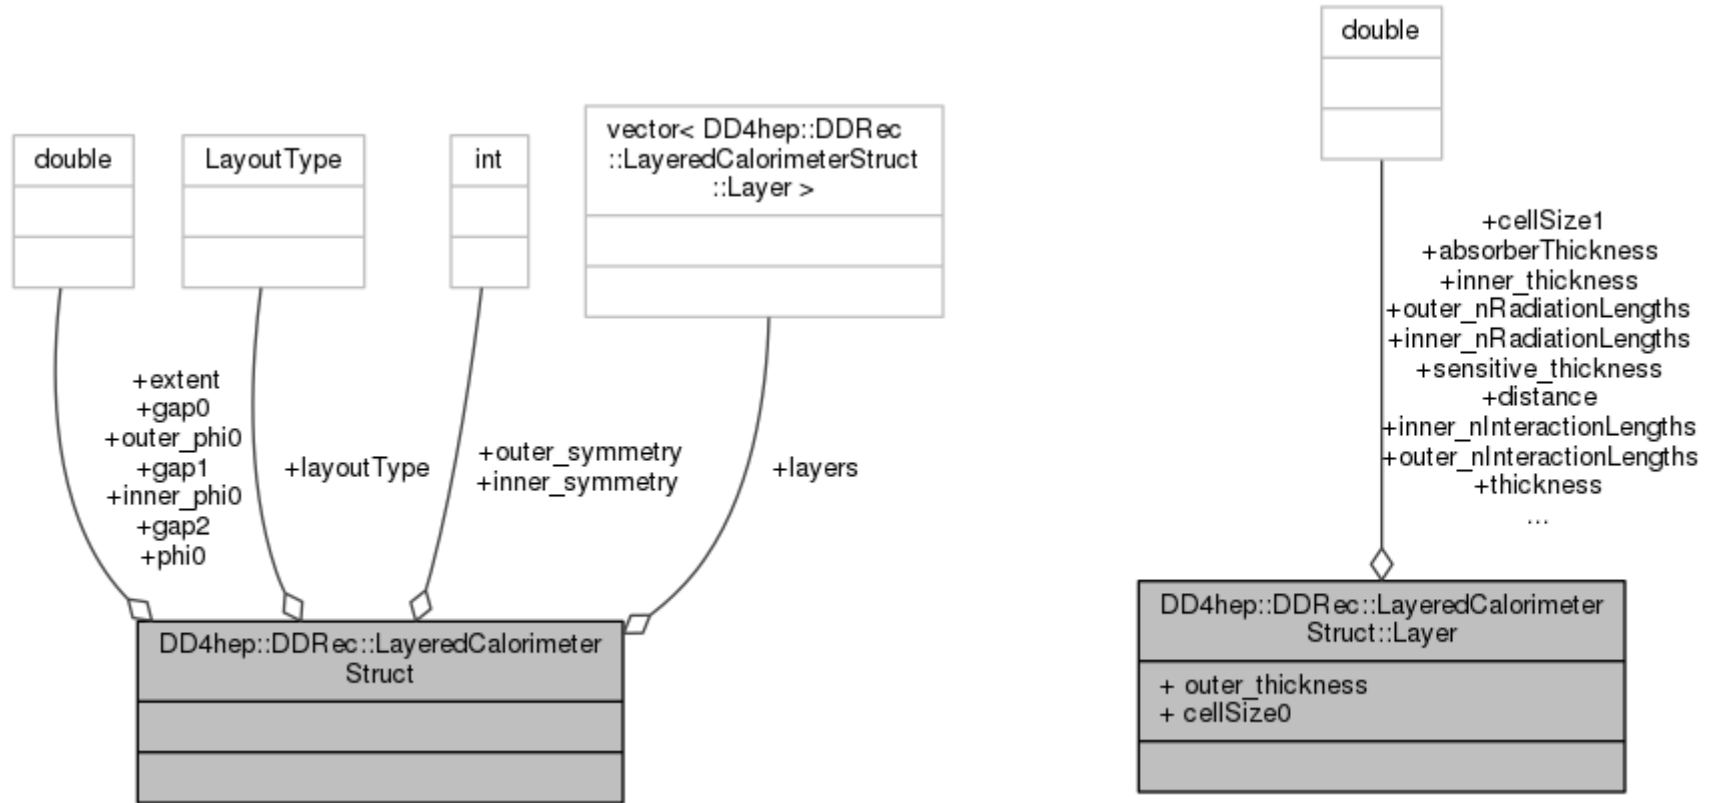 double
LayoutType
int
vector< DD4hep::DDRec
::LayeredCalorimeterStruct
::Layer >
+extent
+gap0
+outer_phi0
+gap1
+inner_phi0
+gap2
+phi0
+layoutType
+outer_symmetry
+inner_symmetry
+layers
DD4hep::DDRec::LayeredCalorimeter
Struct
double
+cellSize1
+absorberThickness
+inner_thickness
+outer_nRadiationLengths
+inner_nRadiationLengths
+sensitive_thickness
+distance
+inner_nInteractionLengths
+outer_nInteractionLengths
+thickness
...
DD4hep::DDRec::LayeredCalorimeter
Struct::Layer
+ outer_thickness
+ cellSize0